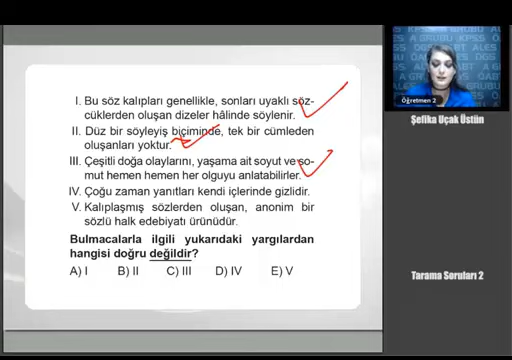 I. Bu söz kalıpları genellikle, sonları uyaklı söz-
cüklerden oluşan dizeler hâlinde söylenir.
II. Düz bir söyleyiş biçiminde, tek bir cümleden
oluşanları yoktur.
III. Çeşitli doğa olaylarını, yaşama ait soyut ve so-
mut hemen hemen her olguyu anlatabilirler.
IV. Çoğu zaman yanıtları kendi içlerinde gizlidir.
V. Kalıplaşmış sözlerden oluşan, anonim bir
sözlü halk edebiyatı ürünüdür.
Bulmacalarla ilgili yukarıdaki yargılardan
hangisi doğru değildir?
A) I B) II C) III D) IV E) V
Öğretmen 2
Şefika Uçak Üstün
Tarama Soruları 2